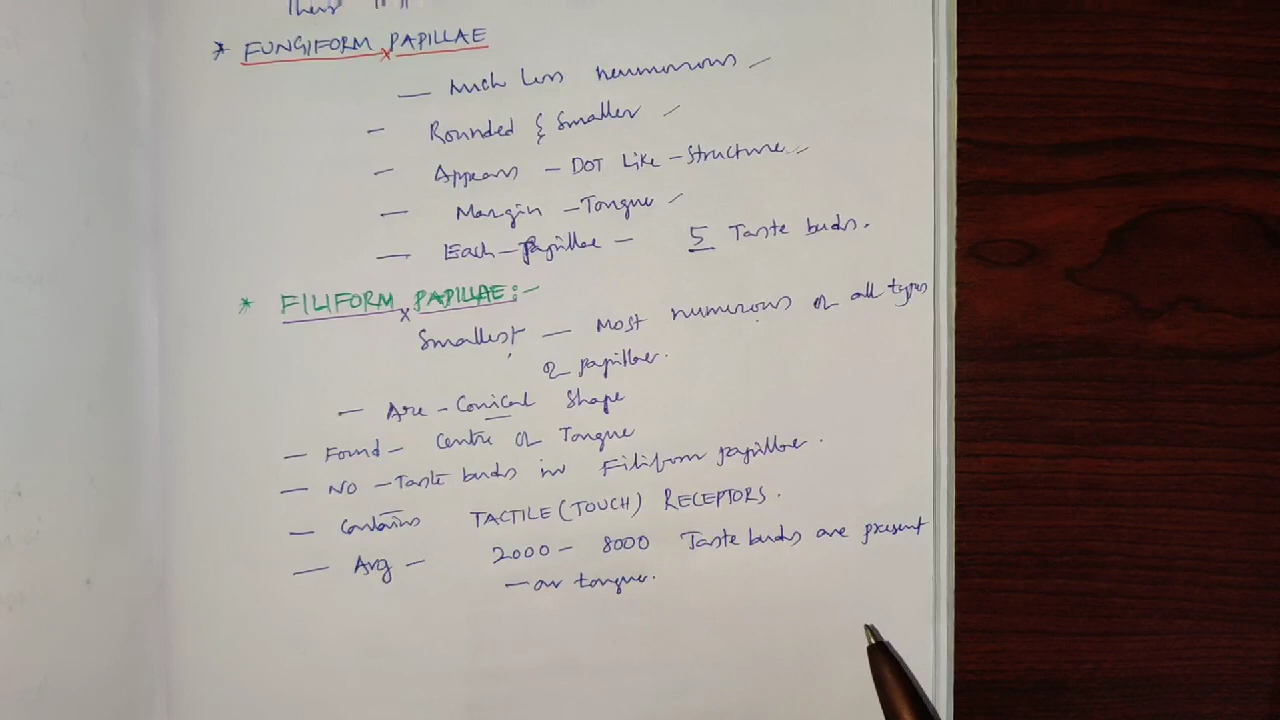 * FUNGIFORM PAPILLAE
— Much Less neumorous
— Rounded & Smaller
— Appears - DOT Like - Structure
— Margin - Tongue
— Each - Papillae - 5 Taste buds.
* FILIFORM PAPILLAE :-
Smallest — Most numerous of all types
of papillae.
— Are - Conical Shape
— Found - Centre of Tongue
— NO - Taste buds in Filiform papillae.
— Contains TACTILE (TOUCH) RECEPTORS.
— Avg - 2000 - 8000 Taste buds are present
- on tongue.